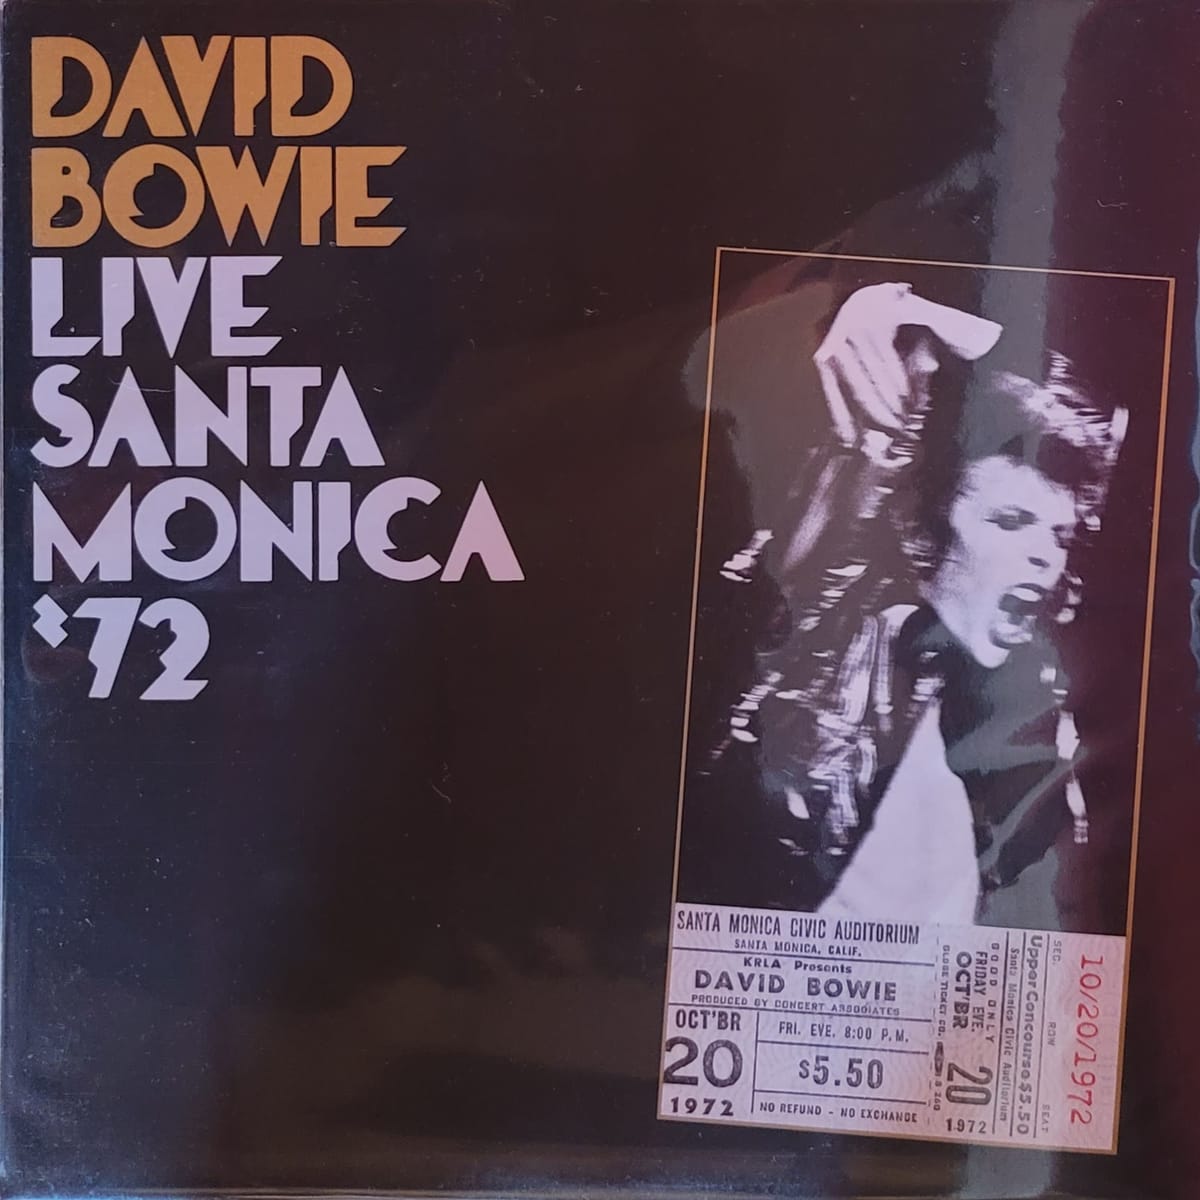 DAVID
BOWIE
LIVE
SANTA
MONICA
'72
SANTA MONICA CIVIC AUDITORIUM
SANTA MONICA, CALIF.
KRLA Presents
DAVID BOWIE
PRODUCED BY CONCERT ASSOCIATES
OCT'BR
20
1972
FRI. EVE. 8:00 P.M.
$5.50
NO REFUND - NO EXCHANGE
GLOBE TICKET CO.
OCT'BR 20
1972
FRIDAY EVE.
GOOD ONLY
Santa Monica Civic Auditorium
Upper Concourse $5.50
SEC. ROW SEAT
10/20/1972